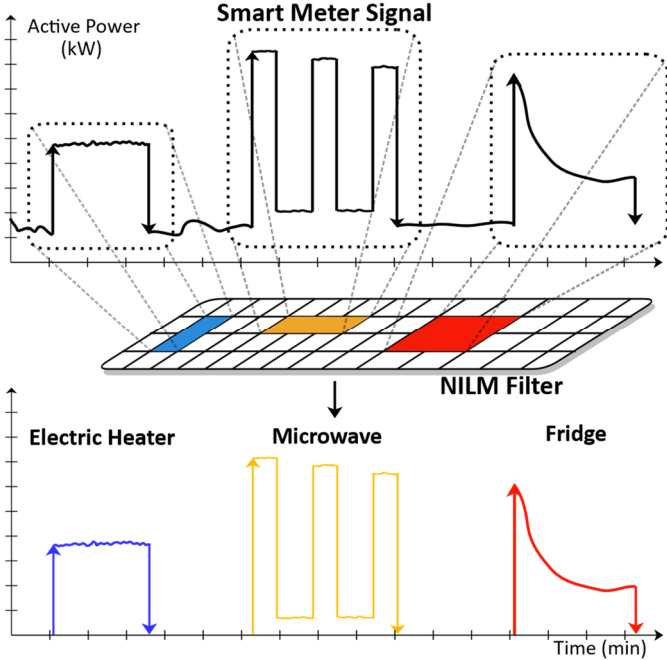 Smart Meter Signal
Active Power
(kW)
NILM Filter
Electric Heater
Microwave
Fridge
Time (min)